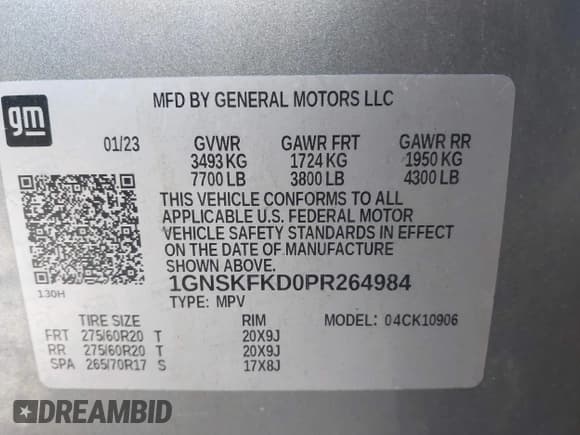 gm
MFD BY GENERAL MOTORS LLC
01/23 GVWR GAWR FRT GAWR RR
3493 KG 1724 KG 1950 KG
7700 LB 3800 LB 4300 LB
THIS VEHICLE CONFORMS TO ALL
APPLICABLE U.S. FEDERAL MOTOR
VEHICLE SAFETY STANDARDS IN EFFECT
ON THE DATE OF MANUFACTURE
SHOWN ABOVE.
130H
1GNSKFKD0PR264984
TYPE: MPV
TIRE SIZE RIM MODEL: 04CK10906
FRT 275/60R20 T 20X9J
RR 275/60R20 T 20X9J
SPA 265/70R17 S 17X8J
DREAMBID